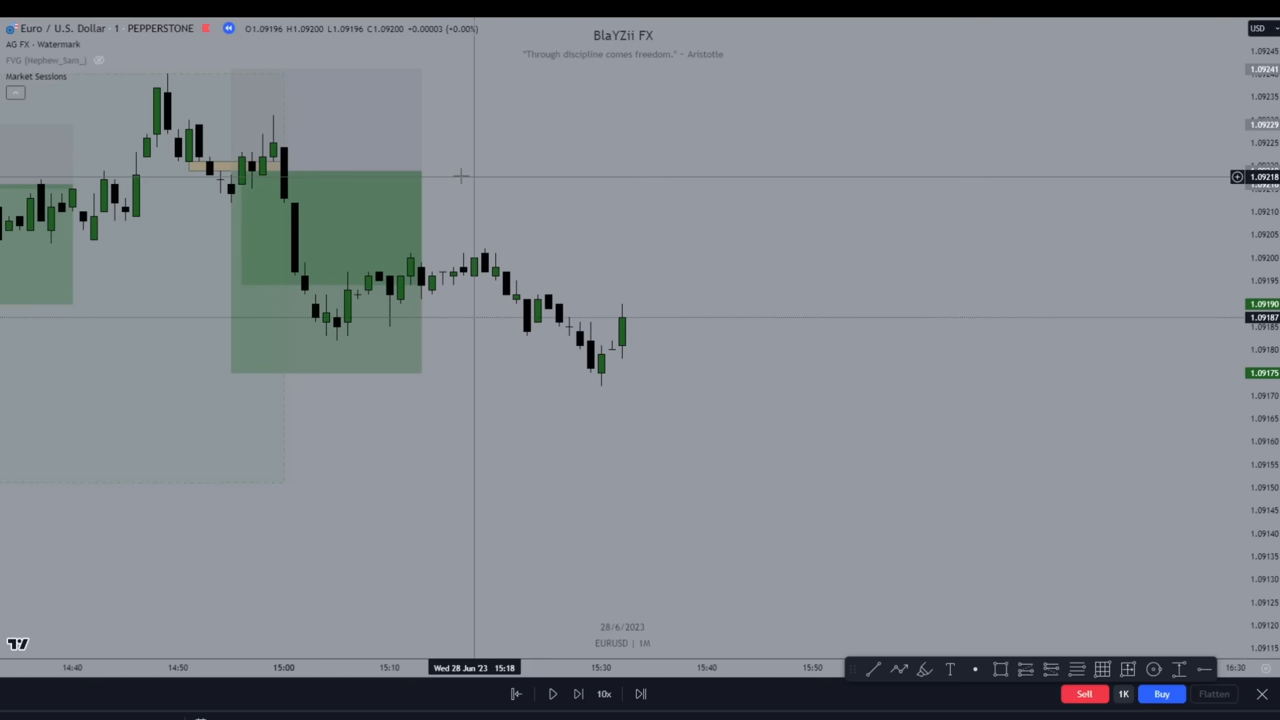 Euro / U.S. Dollar · 1 · PEPPERSTONE O1.09196 H1.09200 L1.09196 C1.09200 +0.00003 (+0.00%)
AG FX - Watermark
FVG (Nephew_Sam_)
Market Sessions
BlaYZii FX
"Through discipline comes freedom." - Aristotle
USD
1.09245
1.09241
1.09235
1.09229
1.09225
1.09218
1.09210
1.09205
1.09200
1.09195
1.09190
1.09187
1.09185
1.09180
1.09175
1.09170
1.09165
1.09160
1.09155
1.09150
1.09145
1.09140
1.09135
1.09130
1.09125
1.09120
1.09115
28/6/2023
EURUSD | 1M
14:40 14:50 15:00 15:10 Wed 28 Jun '23 15:18 15:30 15:40 15:50 16:30
10x Sell 1K Buy Flatten